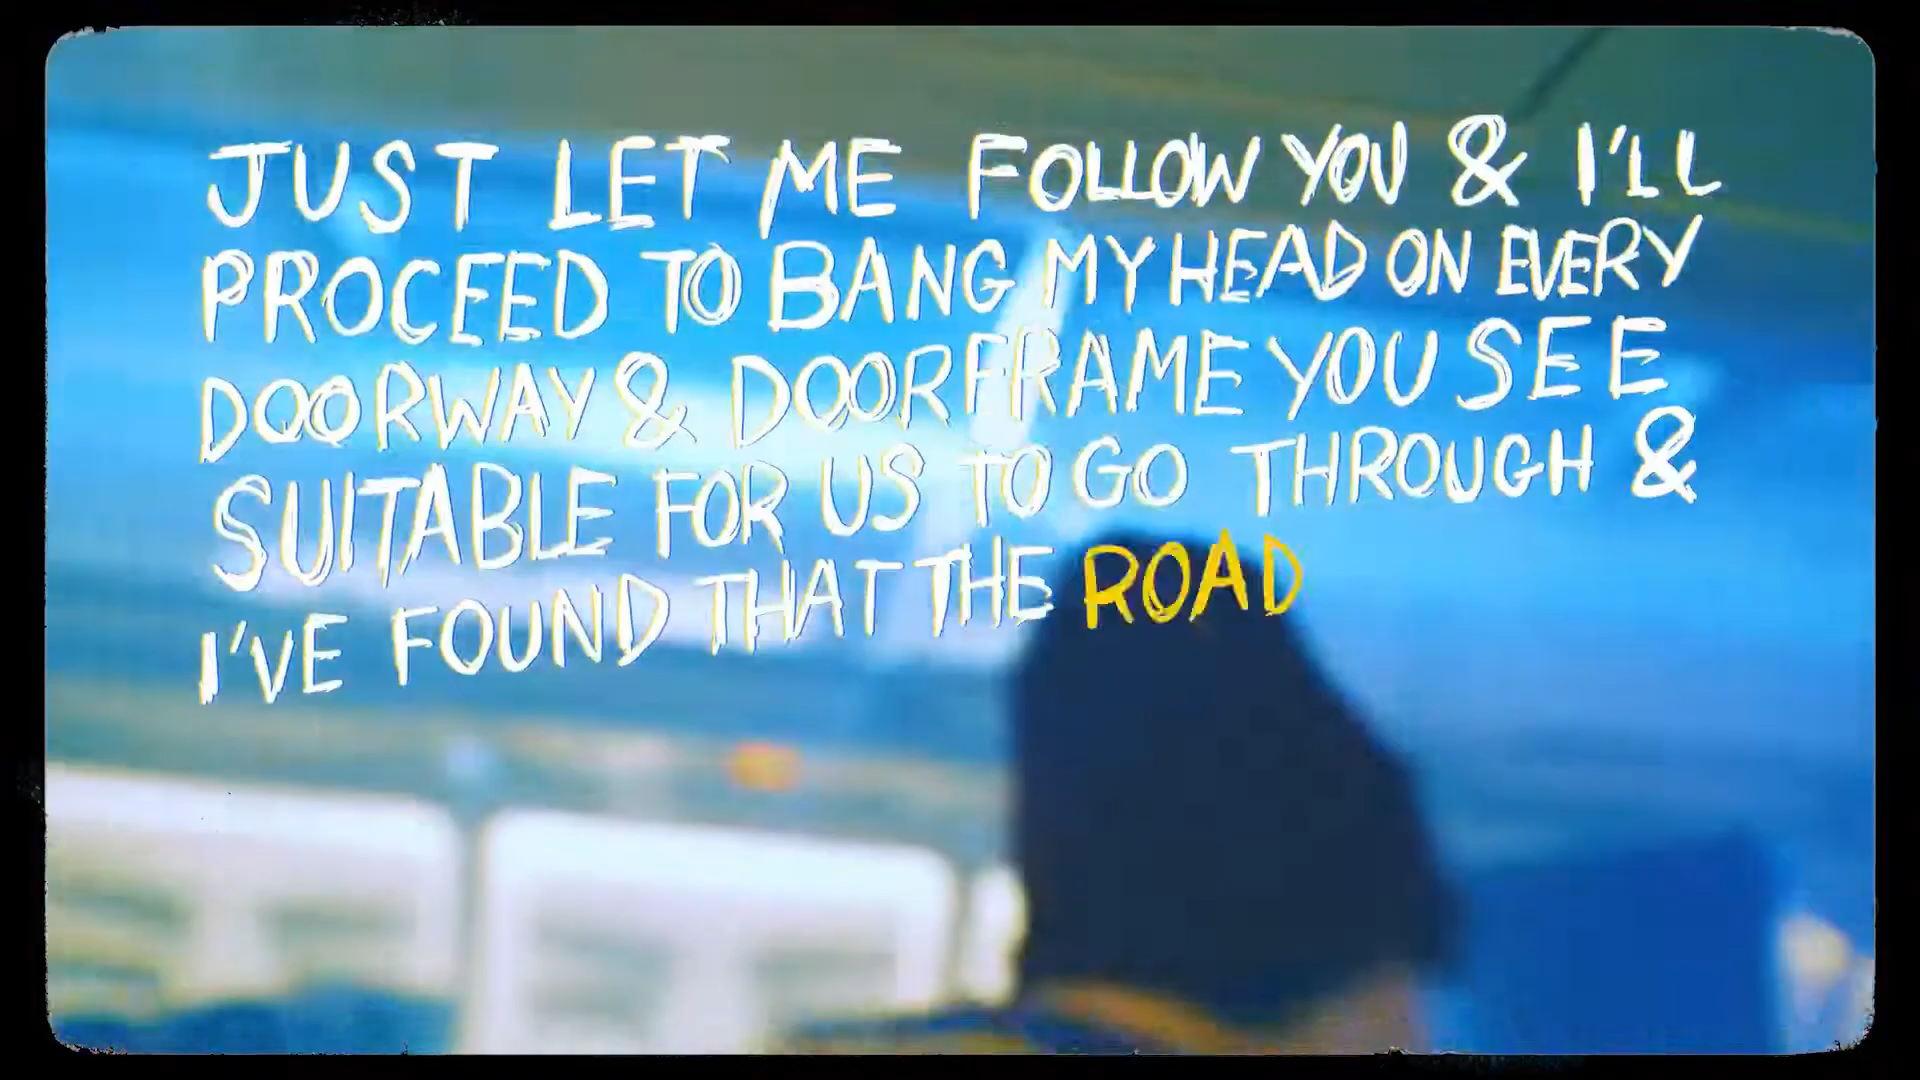 JUST LET ME FOLLOW YOU & I'LL
PROCEED TO BANG MY HEAD ON EVERY
DOORWAY & DOORFRAME YOU SEE
SUITABLE FOR US TO GO THROUGH &
I'VE FOUND THAT THE ROAD